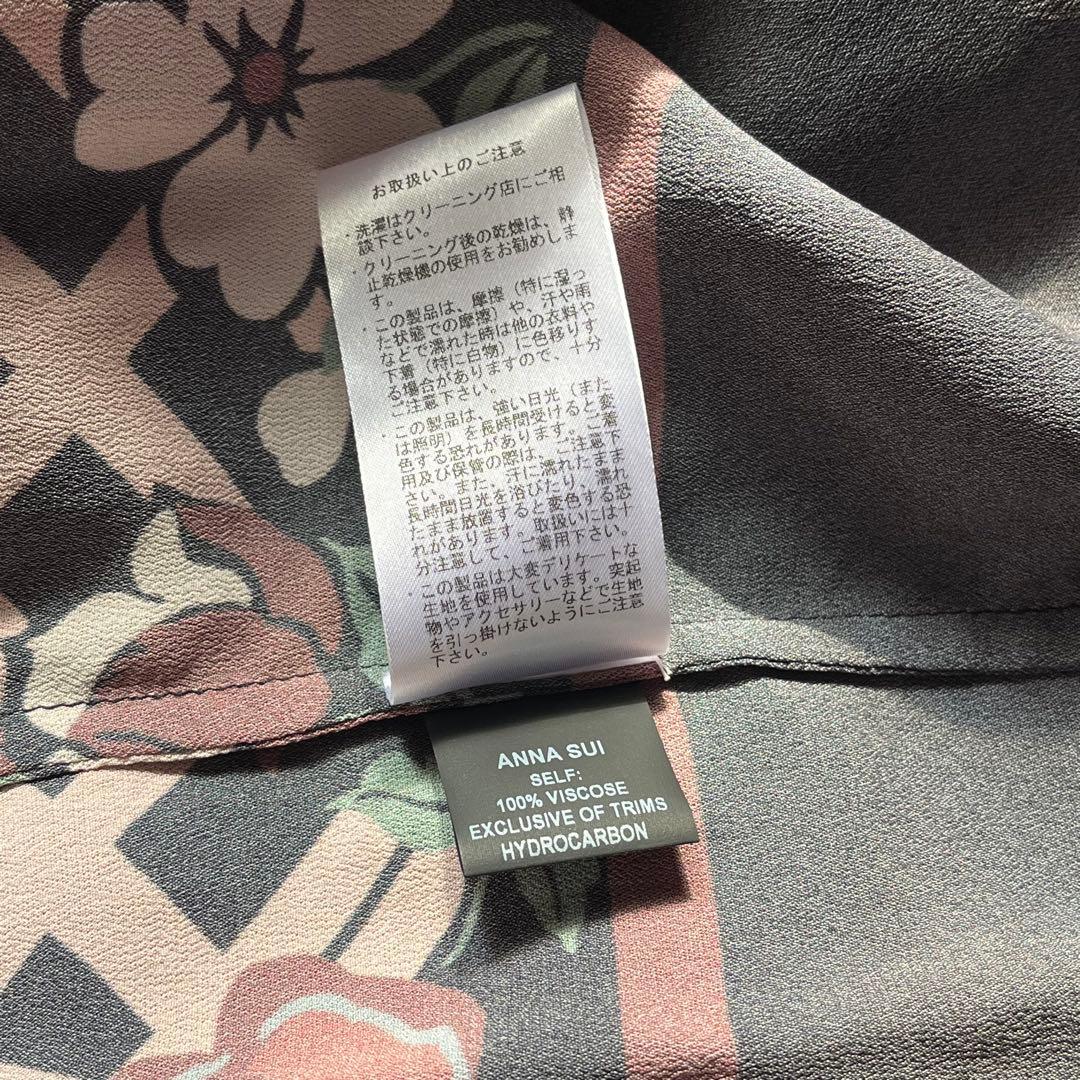 お取扱い上のご注意
・洗濯はクリーニング店にご相
談下さい。
・クリーニング後の乾燥は、静
止乾燥機の使用をお勧めしま
す。
・この製品は、摩擦（特に湿っ
た状態での摩擦）や、汗や雨
などで濡れた時は他の衣料や
下着（特に白物）に色移りす
る場合がありますので、十分
ご注意下さい。
・この製品は、強い日光（また
は照明）を長時間受けると変
色する恐れがあります。ご着
用及び保管の際は、ご注意下
さい。また、汗に濡れたまま
長時間日光を浴びたり、濡れ
たまま放置すると変色する恐
れがあります。取扱いには十
分注意して、ご着用下さい。
・この製品は大変デリケートな
生地を使用しています。突起
物やアクセサリーなどで生地
を引っ掛けないようにご注意
下さい。
ANNA SUI
SELF:
100% VISCOSE
EXCLUSIVE OF TRIMS
HYDROCARBON